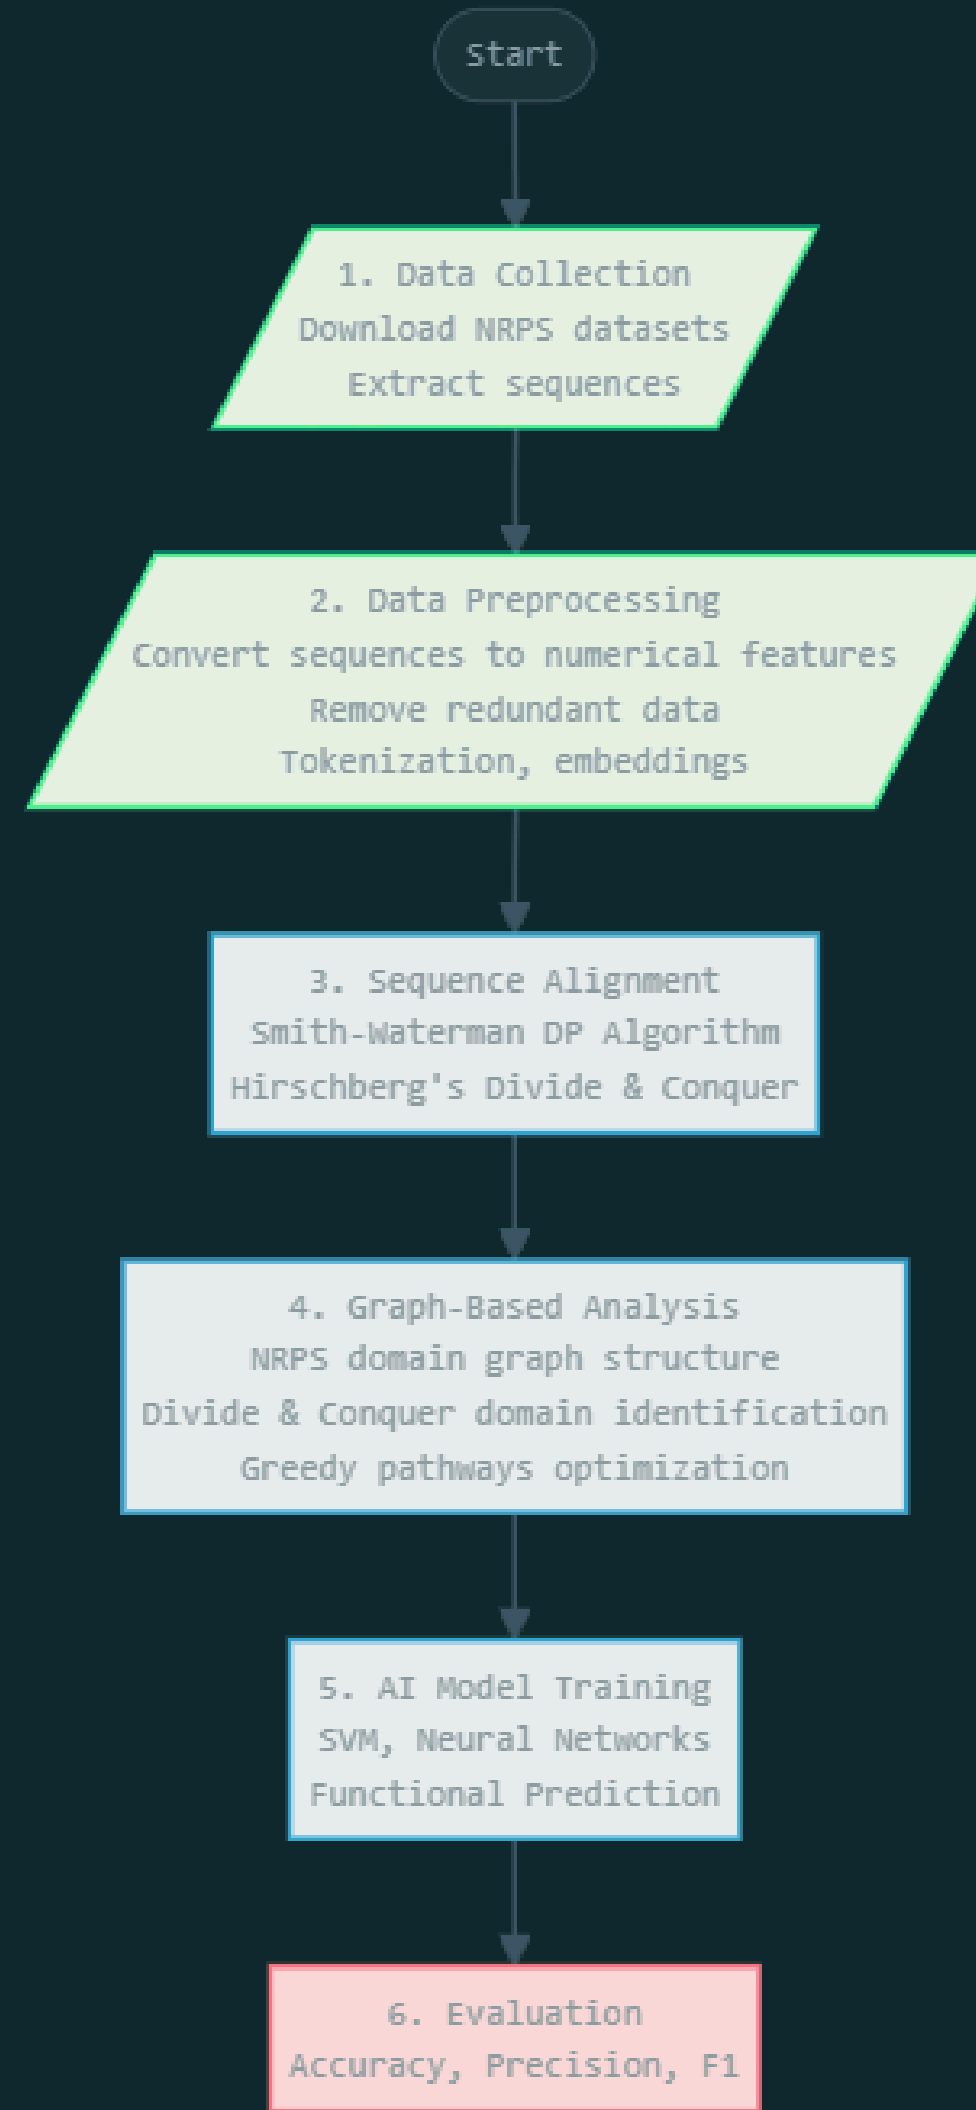 Start
1. Data Collection
Download NRPS datasets
Extract sequences
2. Data Preprocessing
Convert sequences to numerical features
Remove redundant data
Tokenization, embeddings
3. Sequence Alignment
Smith-Waterman DP Algorithm
Hirschberg's Divide & Conquer
4. Graph-Based Analysis
NRPS domain graph structure
Divide & Conquer domain identification
Greedy pathways optimization
5. AI Model Training
SVM, Neural Networks
Functional Prediction
6. Evaluation
Accuracy, Precision, F1